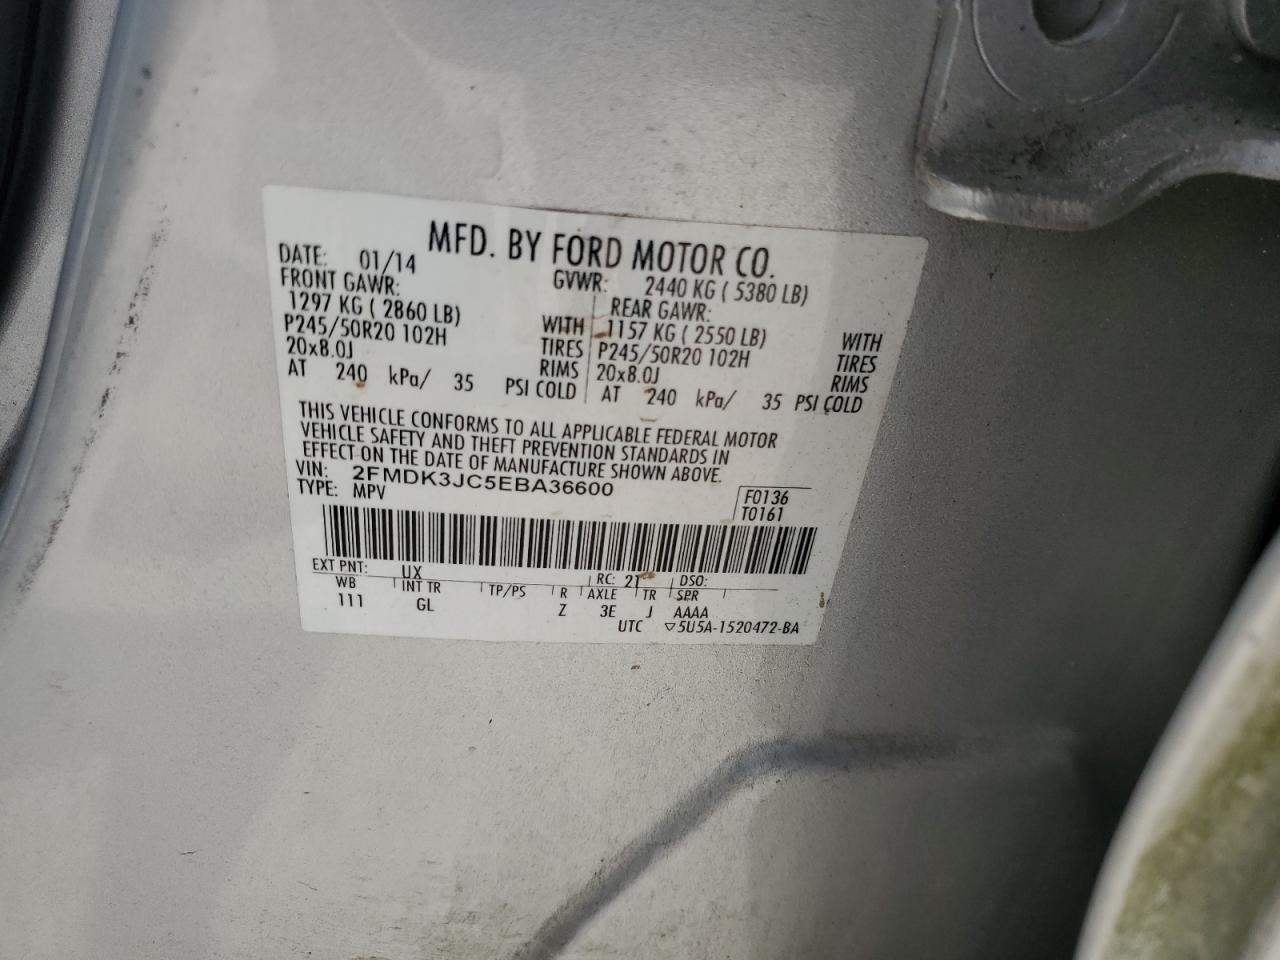 MFD. BY FORD MOTOR CO.
DATE: 01/14 GVWR: 2440 KG ( 5380 LB)
FRONT GAWR: REAR GAWR:
1297 KG ( 2860 LB) WITH 1157 KG ( 2550 LB) WITH
P245/50R20 102H TIRES P245/50R20 102H TIRES
20x8.0J RIMS 20x8.0J RIMS
AT 240 kPa/ 35 PSI COLD AT 240 kPa/ 35 PSI COLD
THIS VEHICLE CONFORMS TO ALL APPLICABLE FEDERAL MOTOR
VEHICLE SAFETY AND THEFT PREVENTION STANDARDS IN
EFFECT ON THE DATE OF MANUFACTURE SHOWN ABOVE.
VIN: 2FMDK3JC5EBA36600
TYPE: MPV
F0136
T0161
EXT PNT: UX RC: 21 DSO:
WB INT TR TP/PS R AXLE TR SPR
111 GL Z 3E J AAAA
UTC ▽5U5A-1520472-BA